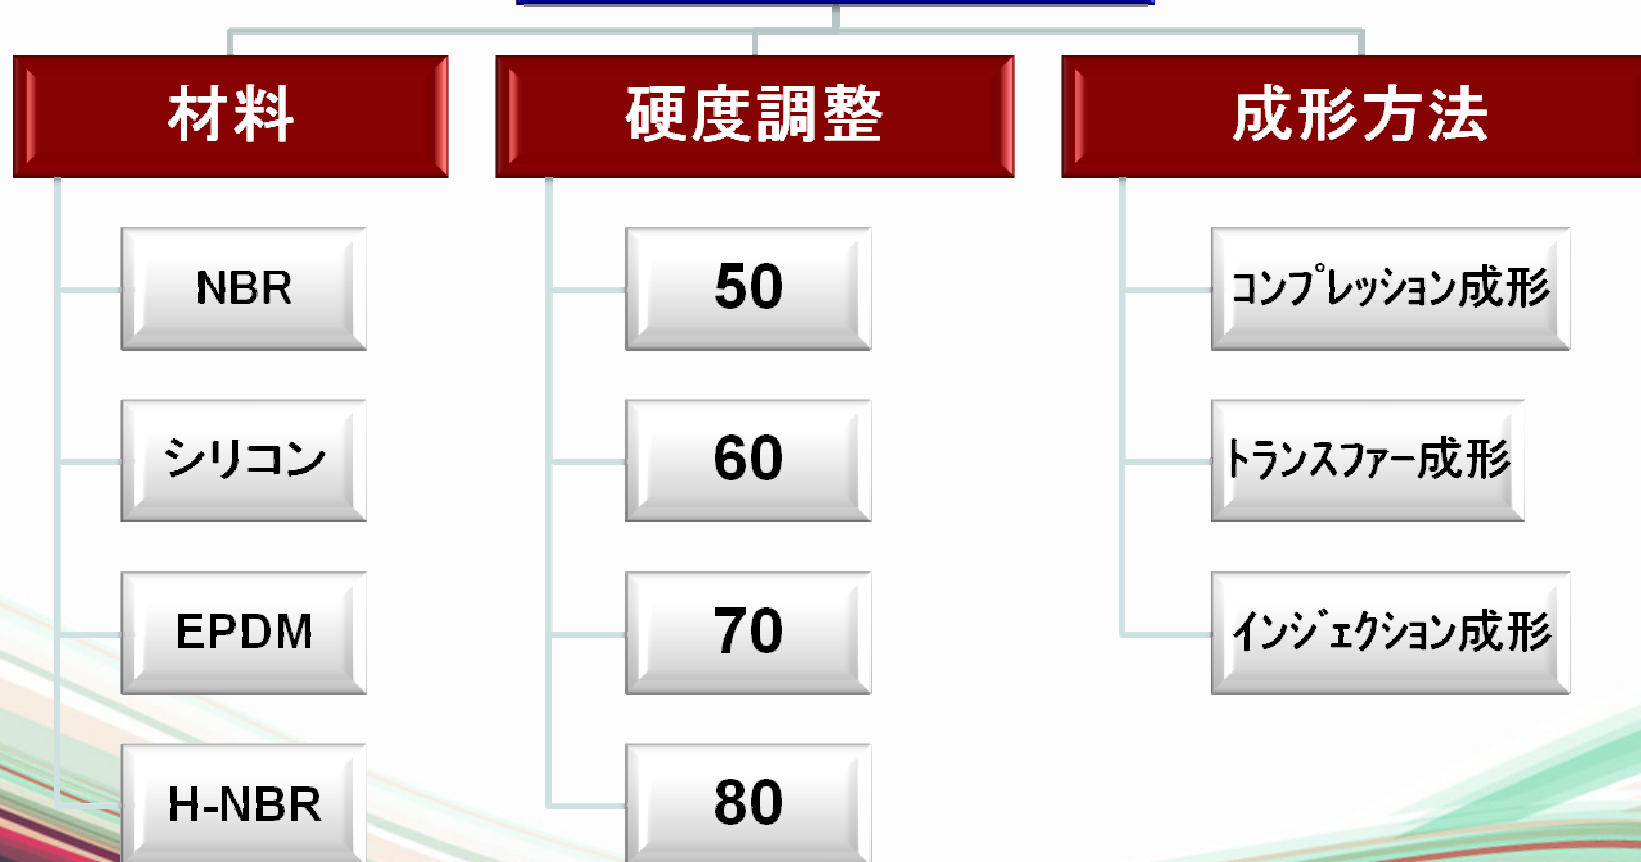 材料
NBR
シリコン
EPDM
H-NBR
硬度調整
50
60
70
80
成形方法
コンプレッション成形
トランスファー成形
インジェクション成形